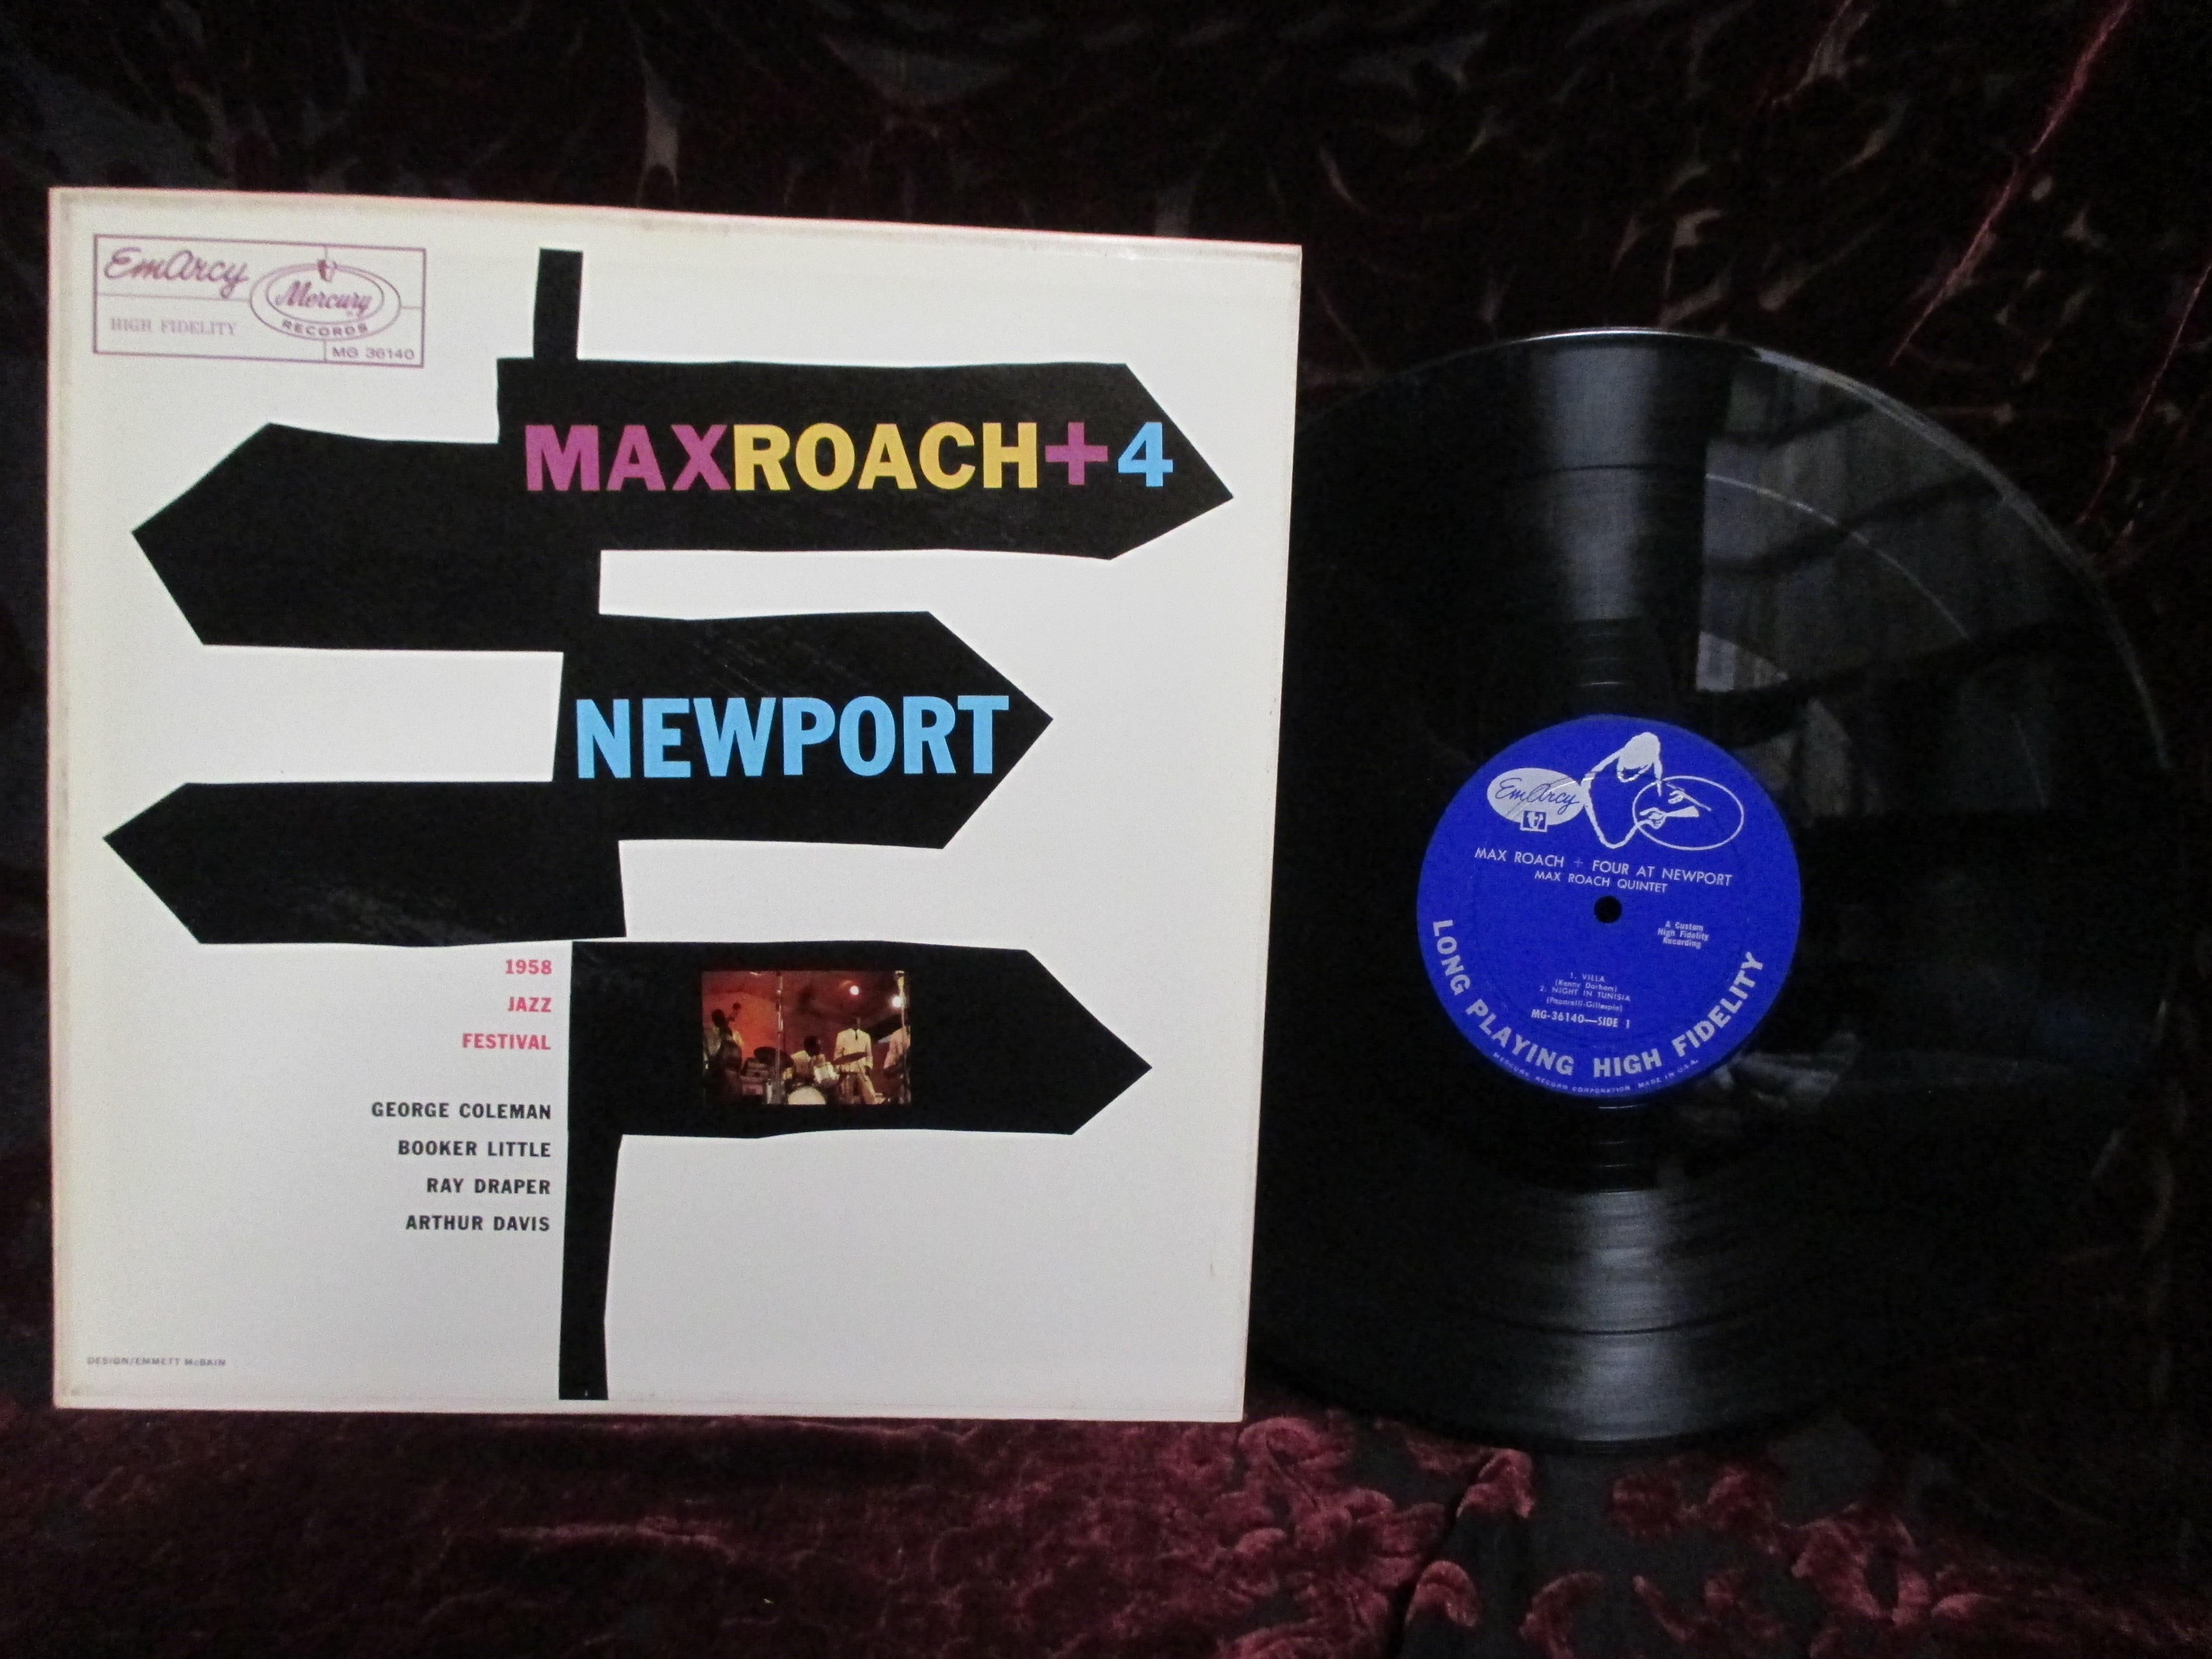 EmArcy
HIGH FIDELITY
Mercury
RECORDS
MG 36140
MAXROACH+4
NEWPORT
1958
JAZZ
FESTIVAL
GEORGE COLEMAN
BOOKER LITTLE
RAY DRAPER
ARTHUR DAVIS
DESIGN/EMMETT McBAIN
EmArcy
MAX ROACH + FOUR AT NEWPORT
MAX ROACH QUINTET
A Custom
High Fidelity
Recording
1. VILLA
(Kenny Dorham)
2. NIGHT IN TUNISIA
(Paparelli-Gillespie)
MG-36140—SIDE 1
LONG PLAYING HIGH FIDELITY
MERCURY RECORD CORPORATION MADE IN U.S.A.